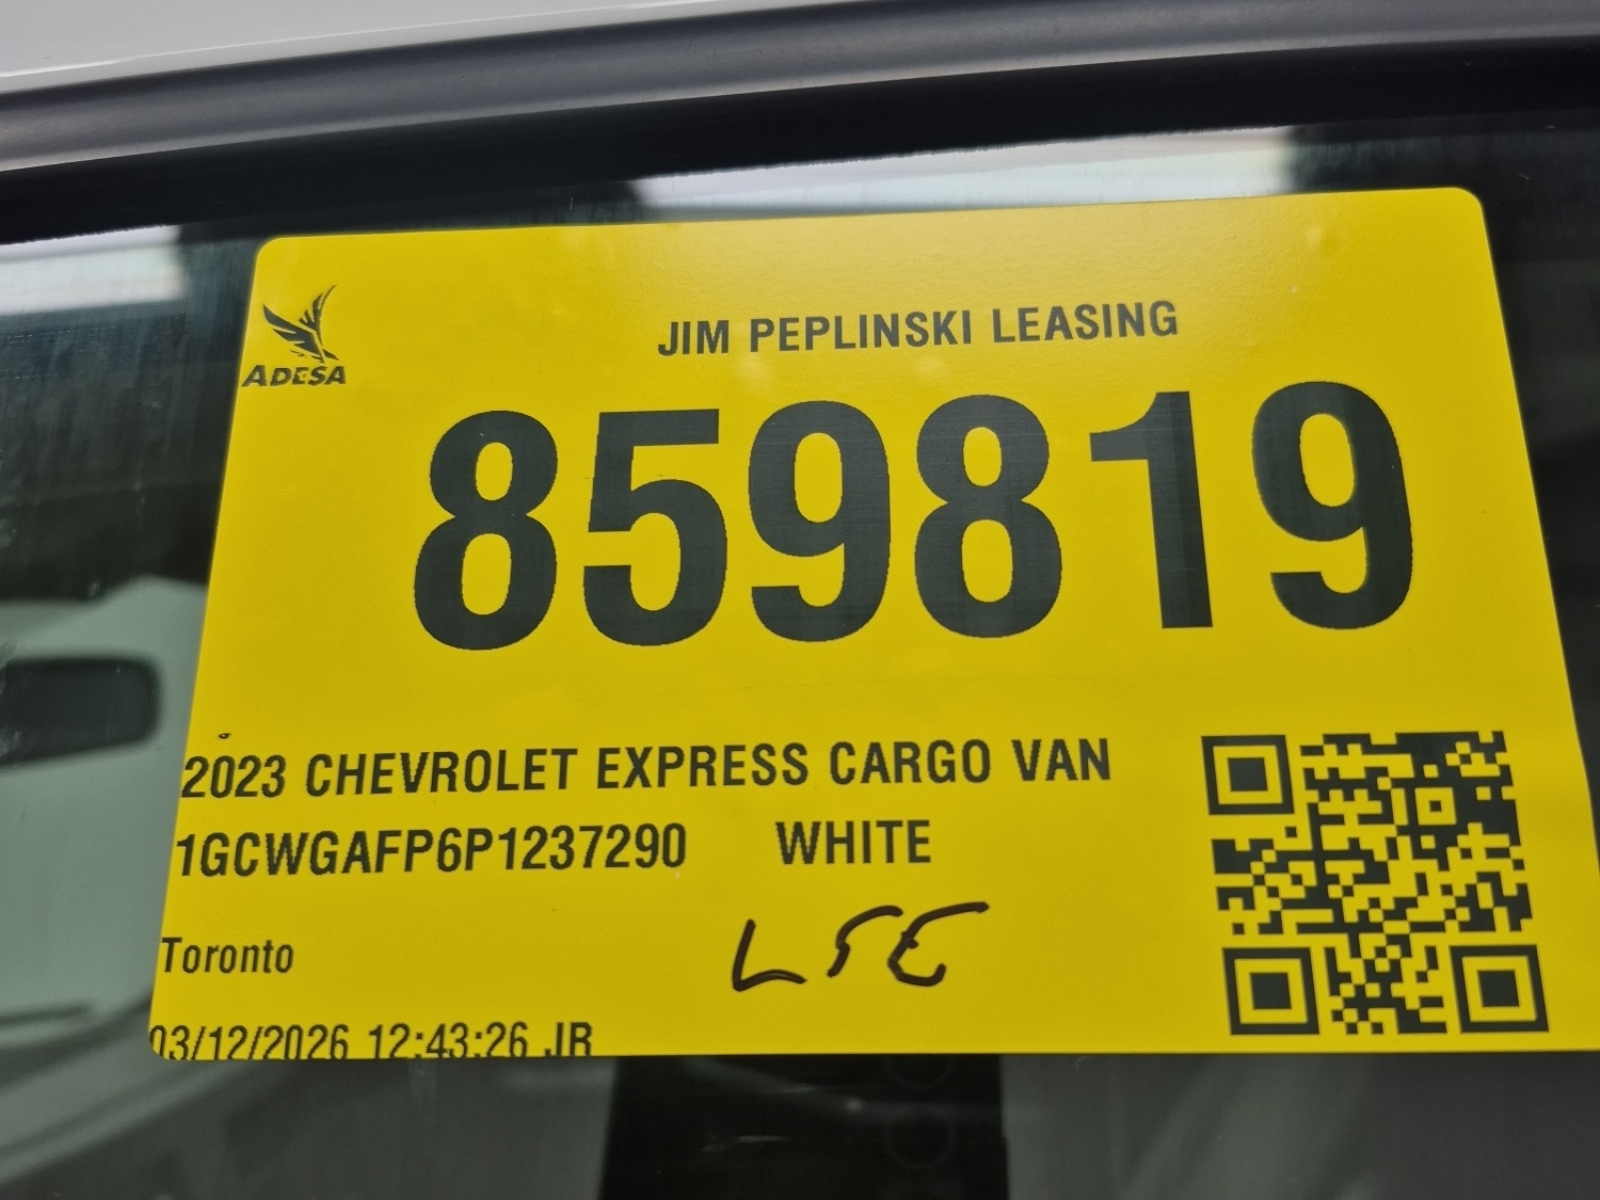 ADESA
JIM PEPLINSKI LEASING
859819
2023 CHEVROLET EXPRESS CARGO VAN
1GCWGAFP6P1237290 WHITE
LSE
Toronto
03/12/2026 12:43:26 JR